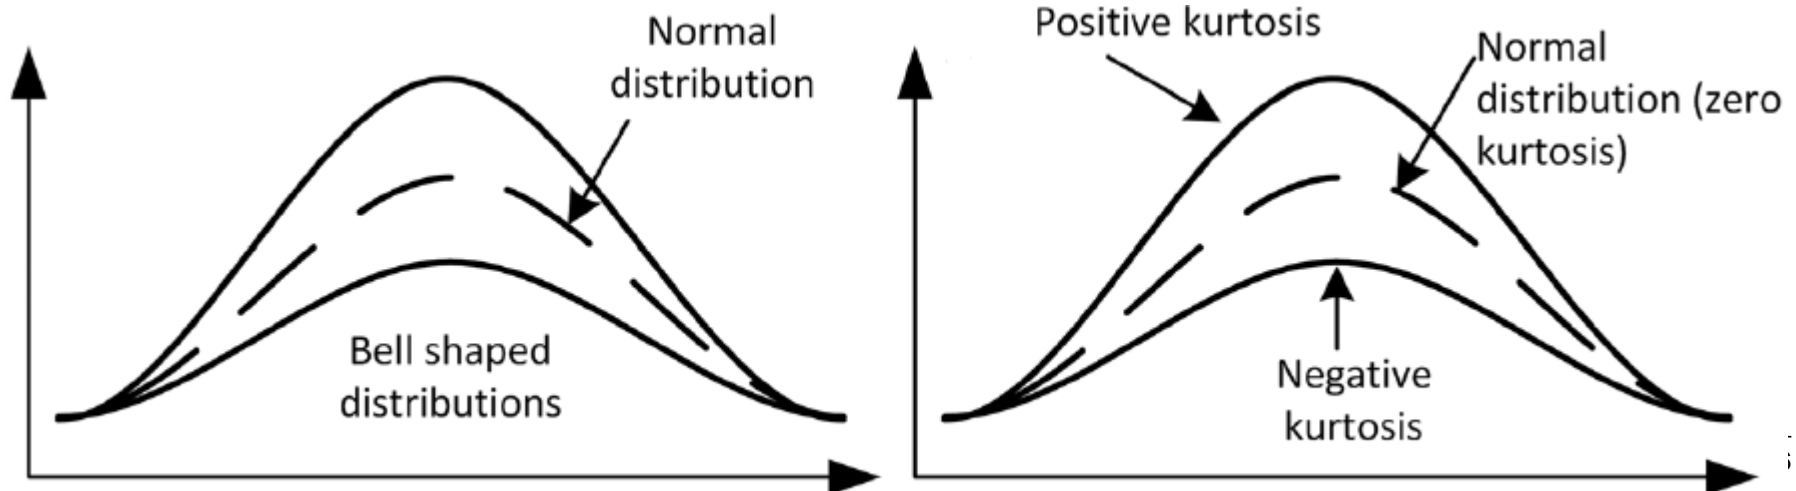 Normal
distribution
Bell shaped
distributions
Positive kurtosis
Normal
distribution (zero
kurtosis)
Negative
kurtosis